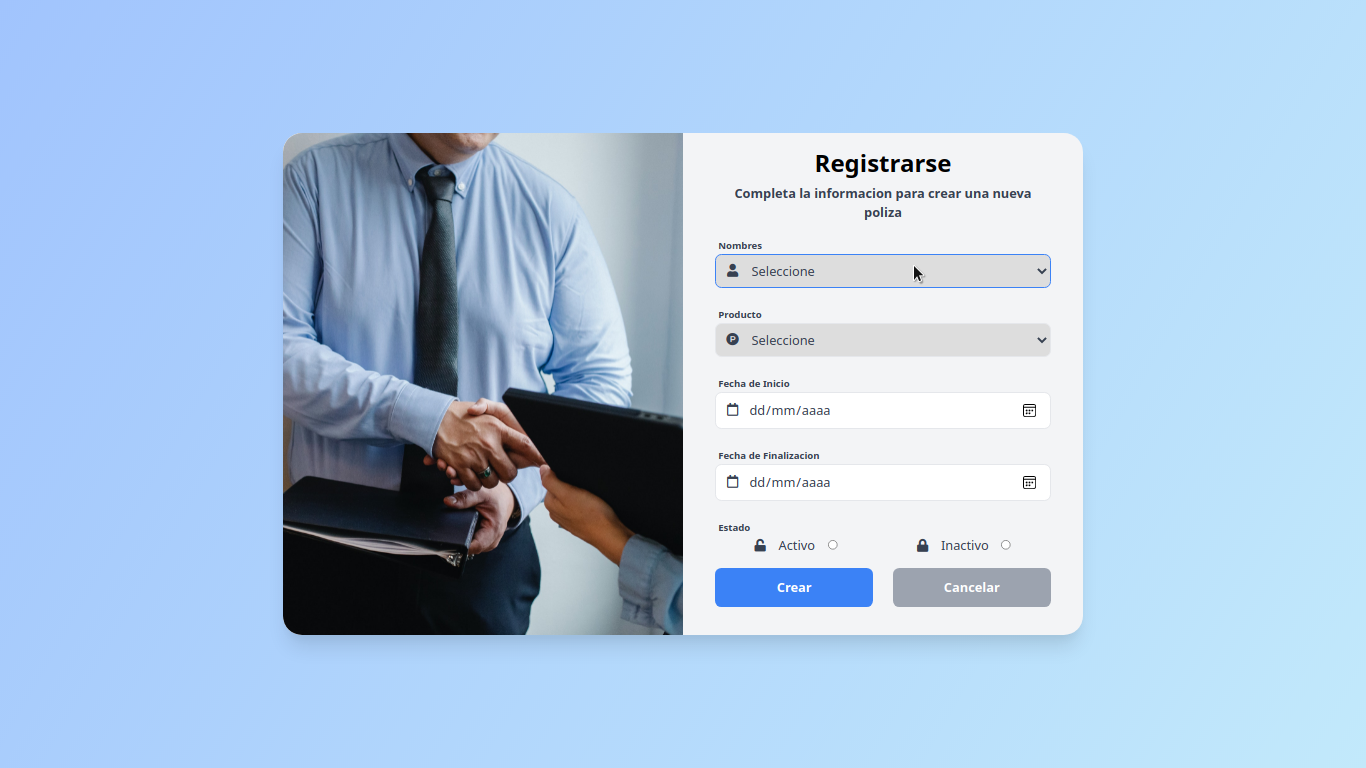 Registrarse
Completa la informacion para crear una nueva
poliza
Nombres
Seleccione
Producto
P Seleccione
Fecha de Inicio
dd/mm/aaaa
Fecha de Finalizacion
dd/mm/aaaa
Estado
Activo Inactivo
Crear Cancelar